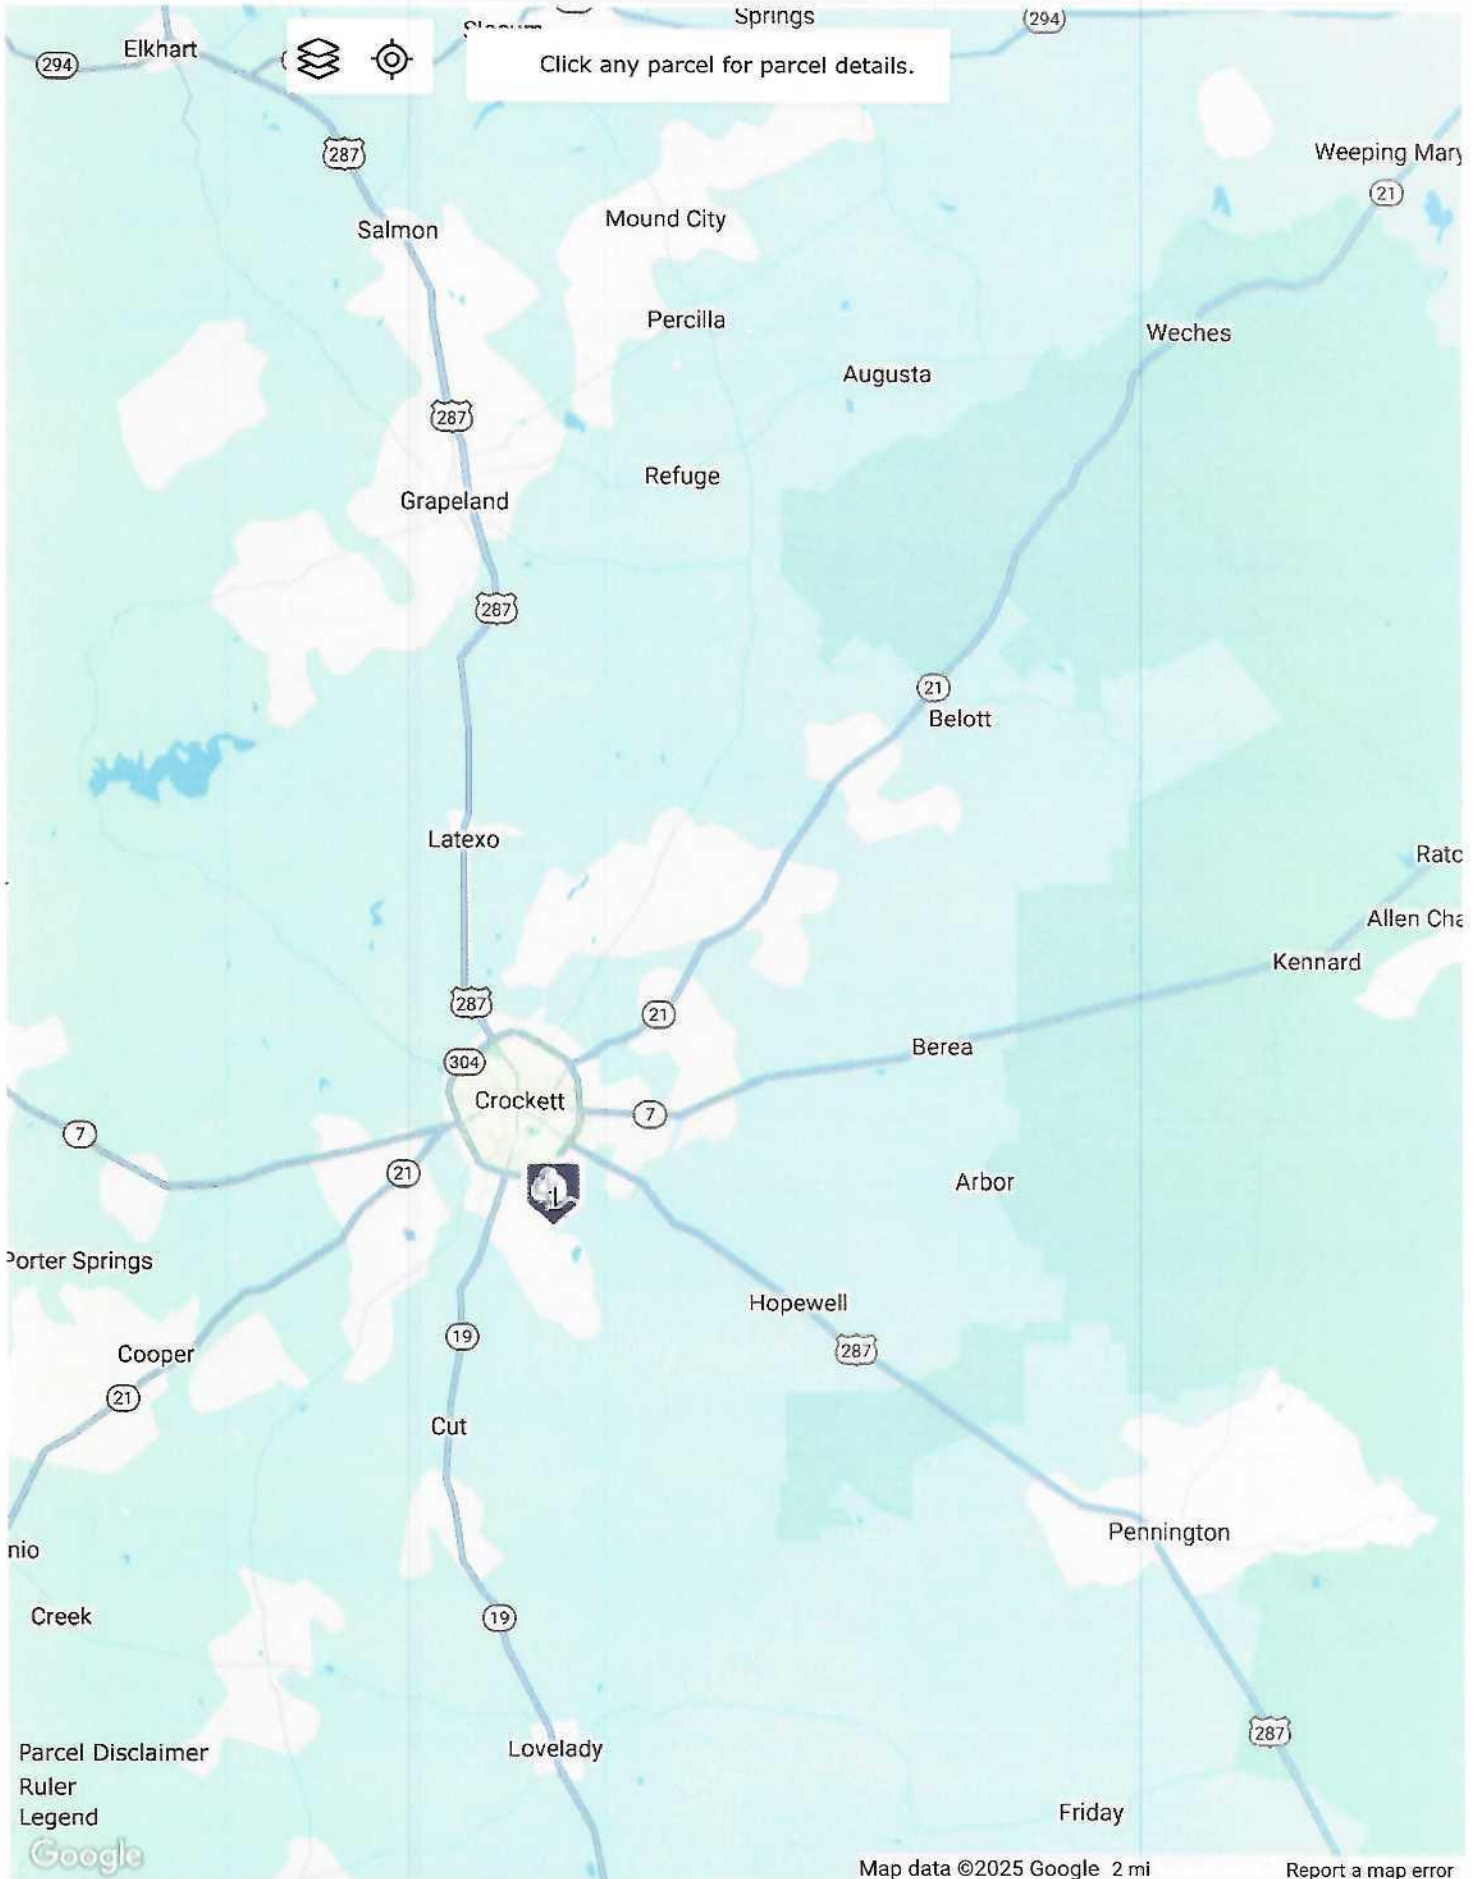 Springs
294
Elkhart
294
Click any parcel for parcel details.
287
Weeping Mary
21
Mound City
Salmon
Percilla
Weches
Augusta
287
Refuge
Grapeland
287
21
Belott
Latexo
Allen
Kennard
287
21
Berea
304
Crockett
7
7
21
Arbor
Porter Springs
Hopewell
19
287
Cooper
21
Cut
Pennington
nio
Creek
19
287
Lovelady
Parcel Disclaimer
Ruler
Legend
Friday
Google
Map data ©2025 Google 2 mi
Report a map error